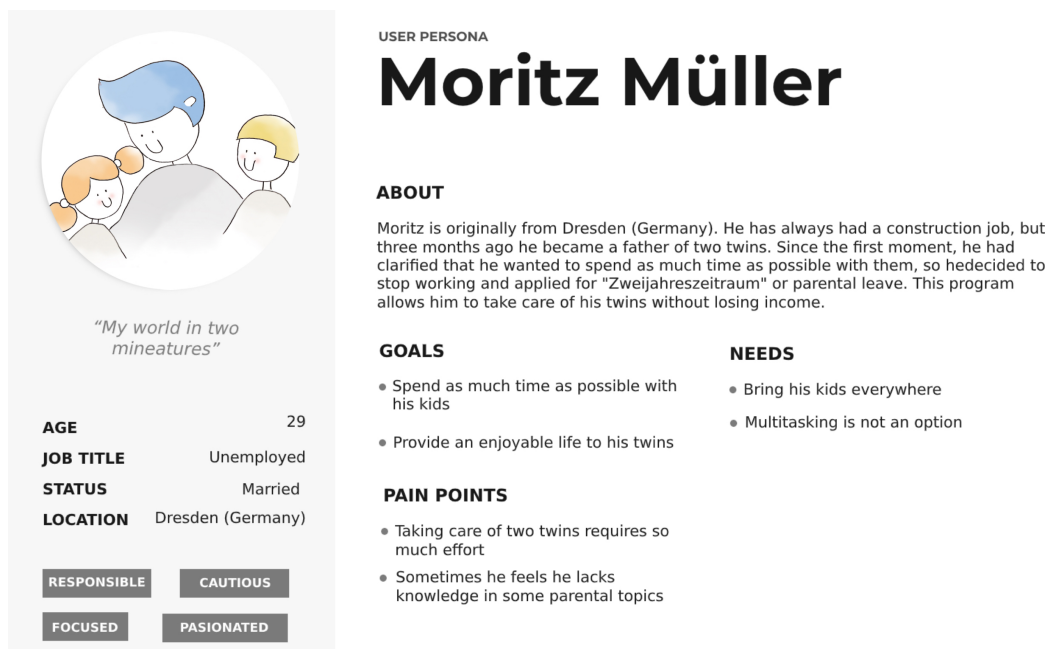 USER PERSONA
Moritz Müller
“My world in two
mineatures”
AGE 29
JOB TITLE Unemployed
STATUS Married
LOCATION Dresden (Germany)
RESPONSIBLE CAUTIOUS
FOCUSED PASIONATED
ABOUT
Moritz is originally from Dresden (Germany). He has always had a construction job, but
three months ago he became a father of two twins. Since the first moment, he had
clarified that he wanted to spend as much time as possible with them, so hedecided to
stop working and applied for "Zweijahreszeitraum" or parental leave. This program
allows him to take care of his twins without losing income.
GOALS
Spend as much time as possible with
his kids
Provide an enjoyable life to his twins
NEEDS
Bring his kids everywhere
Multitasking is not an option
PAIN POINTS
Taking care of two twins requires so
much effort
Sometimes he feels he lacks
knowledge in some parental topics